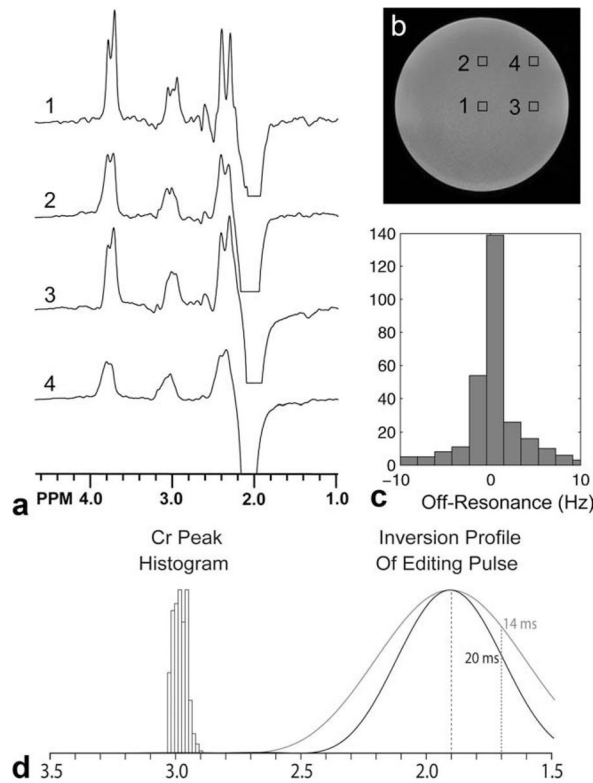 1
2
3
4
PPM 4.0 3.0 2.0 1.0
a
b
2 4
1 3
140
120
100
80
60
40
20
0
−10 0 10
c Off-Resonance (Hz)
Cr Peak
Histogram
Inversion Profile
Of Editing Pulse
14 ms
20 ms
d
3.5 3.0 2.5 2.0 1.5